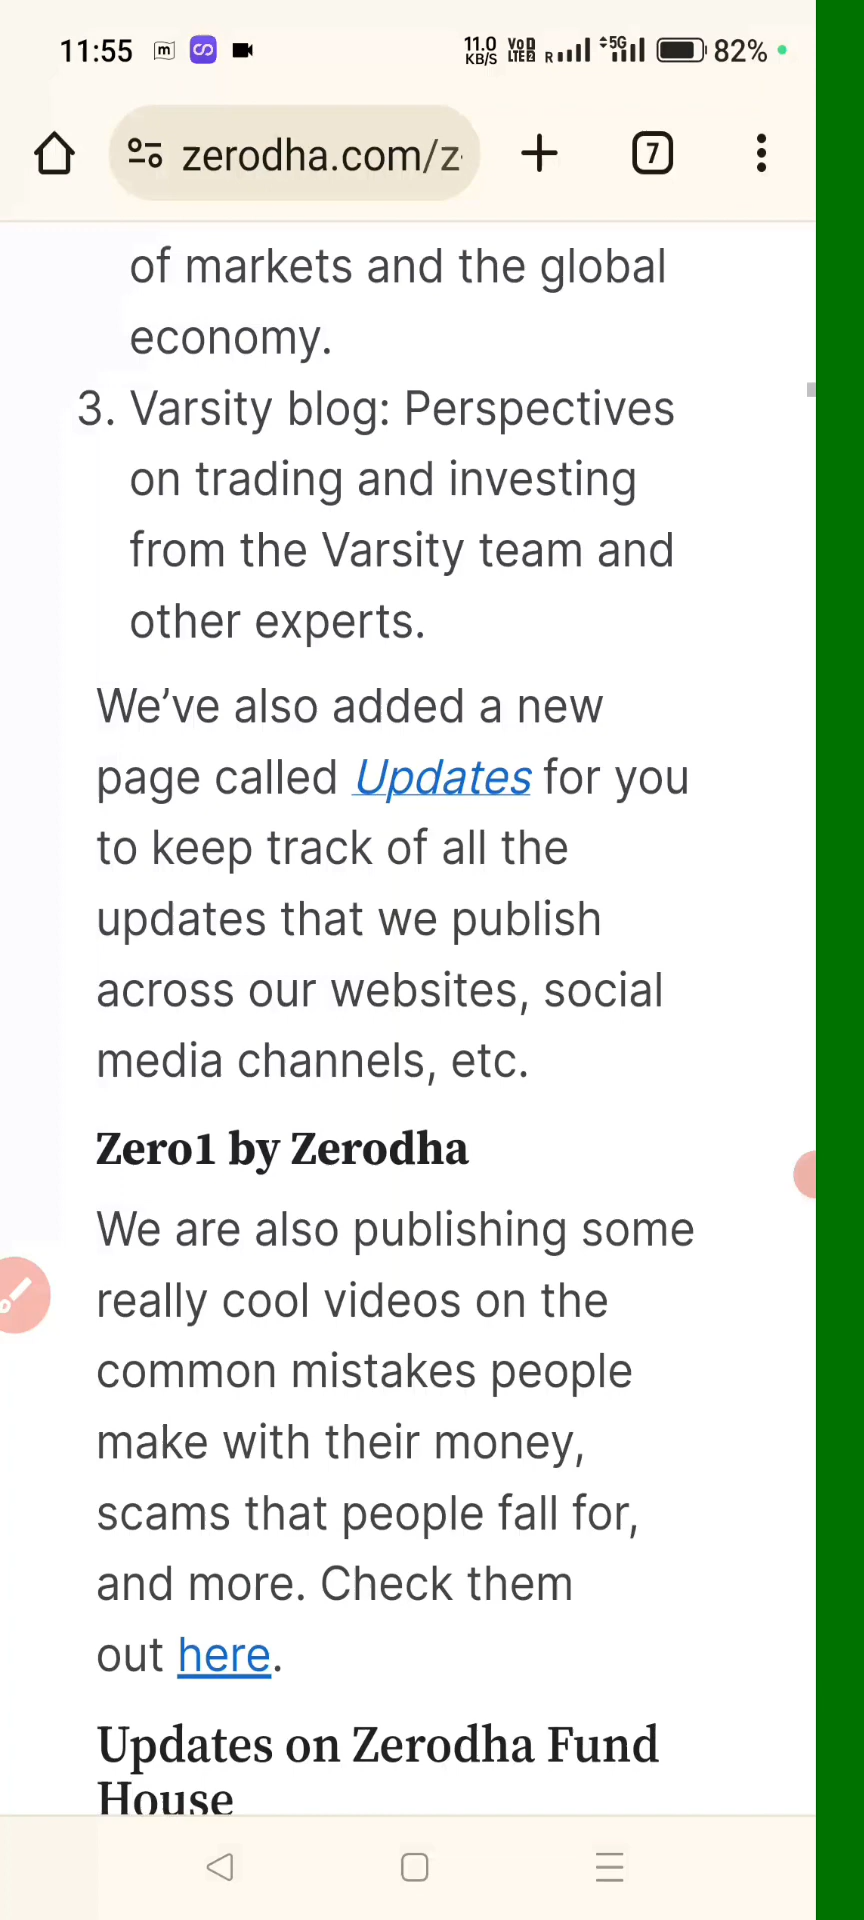 11:55 m 11.0 KB/S VoD LTE2 R 5G 82%
zerodha.com/z
7
of markets and the global
economy.
3. Varsity blog: Perspectives
on trading and investing
from the Varsity team and
other experts.
We’ve also added a new
page called Updates for you
to keep track of all the
updates that we publish
across our websites, social
media channels, etc.
Zero1 by Zerodha
We are also publishing some
really cool videos on the
common mistakes people
make with their money,
scams that people fall for,
and more. Check them
out here.
Updates on Zerodha Fund
House